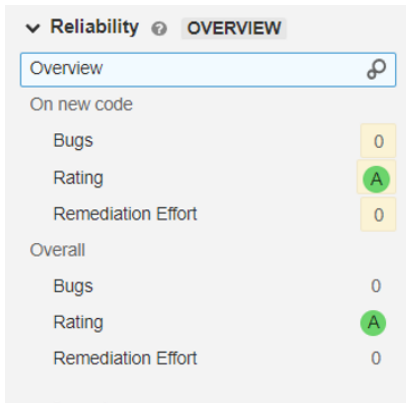 Reliability ? OVERVIEW
Overview
On new code
Bugs 0
Rating A
Remediation Effort 0
Overall
Bugs 0
Rating A
Remediation Effort 0